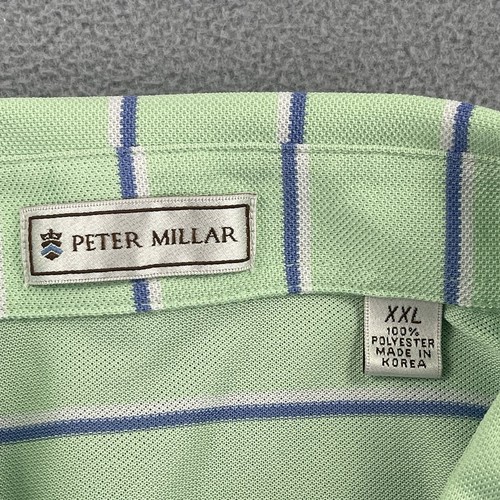 PETER MILLAR
XXL
100%
POLYESTER
MADE IN
KOREA